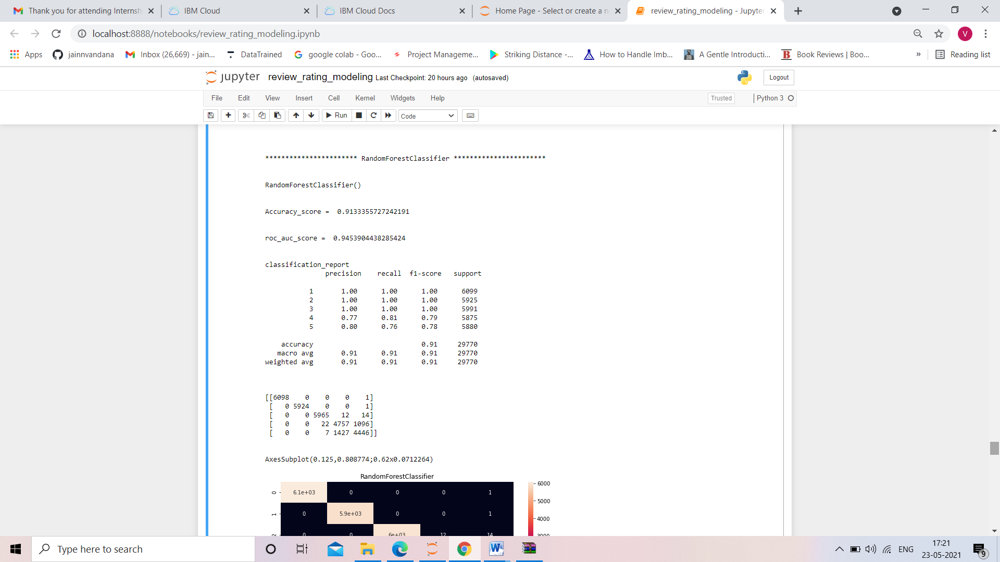 Thank you for attending Internsh
IBM Cloud
IBM Cloud Docs
Home Page - Select or create a n
review_rating_modeling - Jupyter
localhost:8888/notebooks/review_rating_modeling.ipynb
V
Apps
jainnvandana
Inbox (26,669) - jain...
DataTrained
google colab - Goo...
Project Manageme...
Striking Distance -...
How to Handle Imb...
A Gentle Introducti...
B
Book Reviews | Boo...
»
Reading list
jupyter
review_rating_modeling Last Checkpoint: 20 hours ago (autosaved)
Logout
File Edit View Insert Cell Kernel Widgets Help
Trusted
Python 3
Run
Code
*********************** RandomForestClassifier ***********************
RandomForestClassifier()
Accuracy_score =  0.9133355727242191
roc_auc_score =  0.9453904438285424
classification_report
precision recall f1-score support
1 1.00 1.00 1.00 6099
2 1.00 1.00 1.00 5925
3 1.00 1.00 1.00 5991
4 0.77 0.81 0.79 5875
5 0.80 0.76 0.78 5880
accuracy 0.91 29770
macro avg 0.91 0.91 0.91 29770
weighted avg 0.91 0.91 0.91 29770
[[6098 0 0 0 1]
[ 0 5924 0 0 1]
[ 0 0 5965 12 14]
[ 0 0 22 4757 1096]
[ 0 0 7 1427 4446]]
AxesSubplot(0.125,0.808774;0.62x0.0712264)
RandomForestClassifier
0 6.1e+03 0 0 0 1
1 0 5.9e+03 0 0 1
2 0 0 6e+03 12 14
6000
5000
4000
3000
Type here to search
W
ENG
17:21
23-05-2021
9